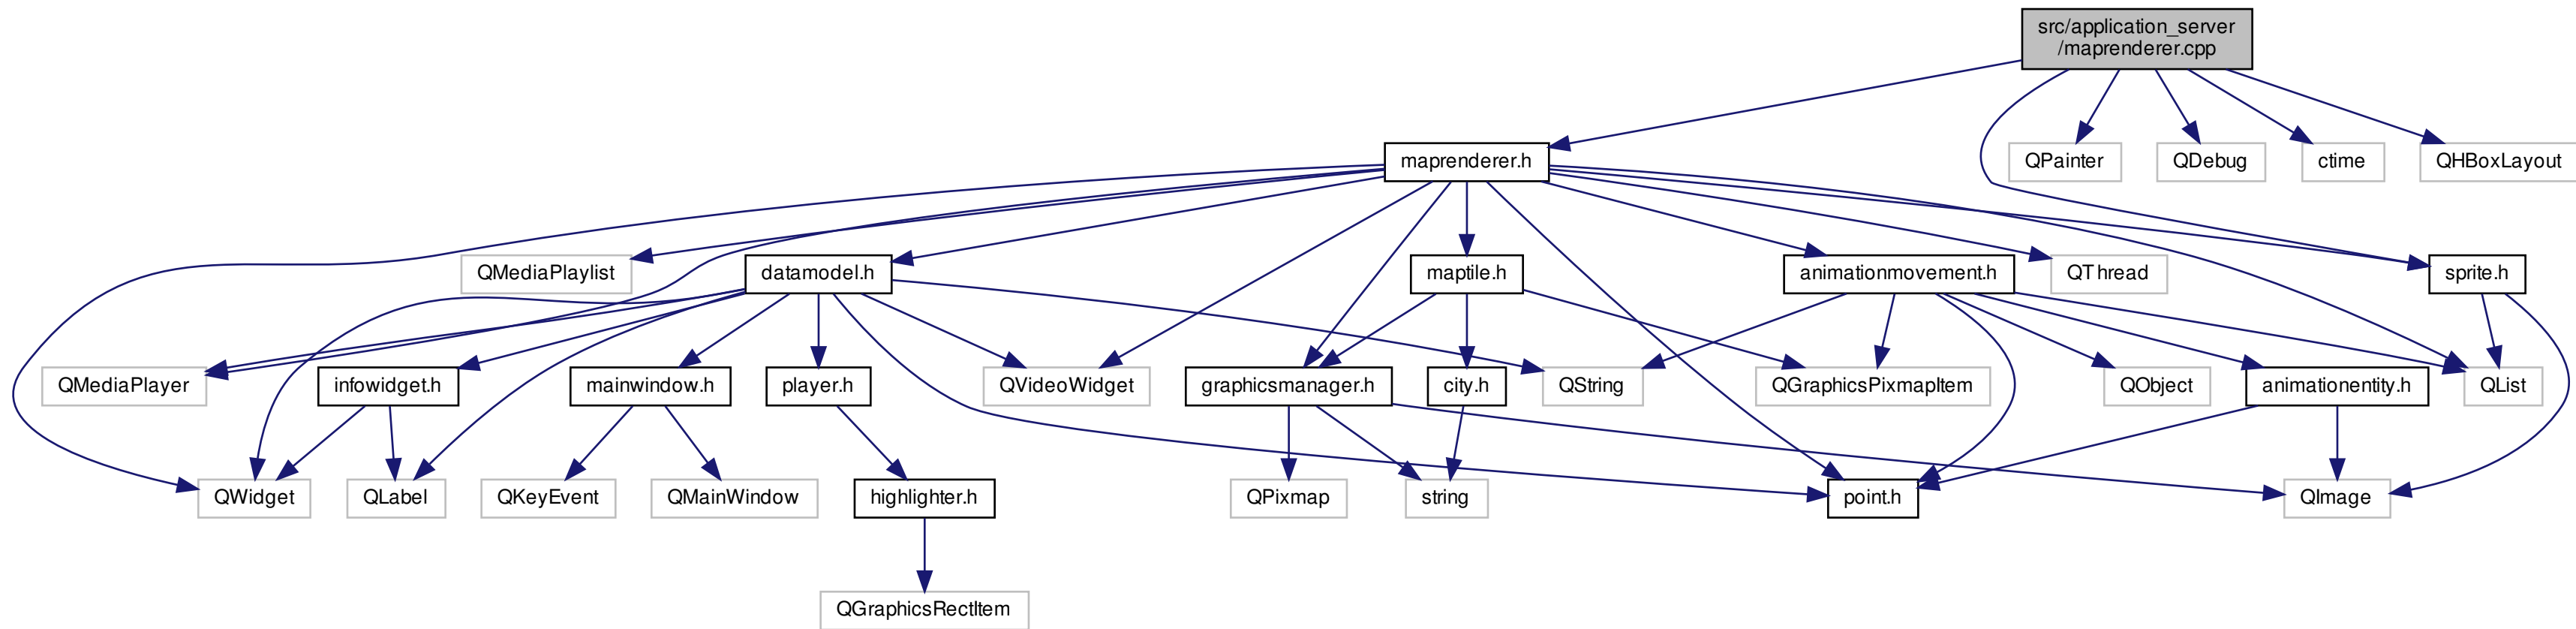 src/application_server
/maprenderer.cpp
maprenderer.h
QPainter
QDebug
ctime
QHBoxLayout
QMediaPlaylist
datamodel.h
maptile.h
animationmovement.h
QThread
sprite.h
QMediaPlayer
infowidget.h
mainwindow.h
player.h
QVideoWidget
graphicsmanager.h
city.h
QString
QGraphicsPixmapItem
QObject
animationentity.h
QList
QWidget
QLabel
QKeyEvent
QMainWindow
highlighter.h
QPixmap
string
point.h
QImage
QGraphicsRectItem